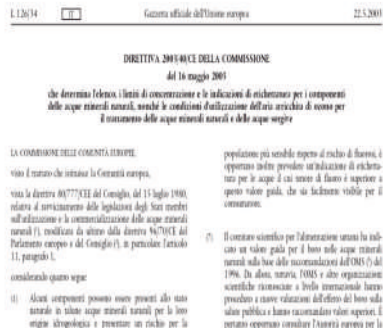 L 126/34 IT Gazzetta ufficiale dell'Unione europea 22.5.2003
DIRETTIVA 2003/40/CE DELLA COMMISSIONE
del 16 maggio 2003
che determina l'elenco, i limiti di concentrazione e le indicazioni di etichettatura per i componenti
delle acque minerali naturali, nonché le condizioni d'utilizzazione dell'aria arricchita di ozono per
il trattamento delle acque minerali naturali e delle acque sorgive
LA COMMISSIONE DELLE COMUNITÀ EUROPEE,
visto il trattato che istituisce la Comunità europea,
vista la direttiva 80/777/CEE del Consiglio, del 15 luglio 1980,
relativa al ravvicinamento delle legislazioni degli Stati membri
sull'utilizzazione e la commercializzazione delle acque minerali
naturali (1), modificata da ultimo dalla direttiva 96/70/CE del
Parlamento europeo e del Consiglio (2), in particolare l'articolo
11, paragrafo 1,
considerando quanto segue
(1) Alcuni componenti possono essere presenti allo stato
naturale in talune acque minerali naturali per la loro
origine idrogeologica e presentare un rischio per la
popolazione più sensibile rispetto al rischio di fluorosi, è
opportuno inoltre prevedere un'indicazione di etichetta-
tura per le acque il cui tenore di fluoro è superiore a
questo valore guida, che sia facilmente visibile per il
consumatore.
(7) Il comitato scientifico per l'alimentazione umana ha indi-
cato un valore guida per il boro nelle acque minerali
naturali sulla base delle raccomandazioni dell'OMS (5) del
1996. Da allora, tuttavia, l'OMS e altre organizzazioni
scientifiche riconosciute a livello internazionale hanno
proceduto a nuove valutazioni dell'effetto del boro sulla
salute pubblica e hanno raccomandato valori superiori. È
pertanto opportuno consultare l'Autorità europea per la